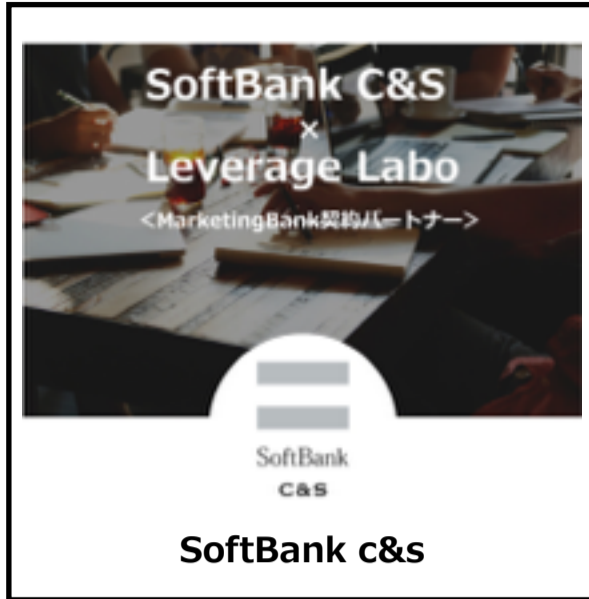 SoftBank C&S
×
Leverage Labo
<MarketingBank契約パートナー>
SoftBank
C&S
SoftBank c&s